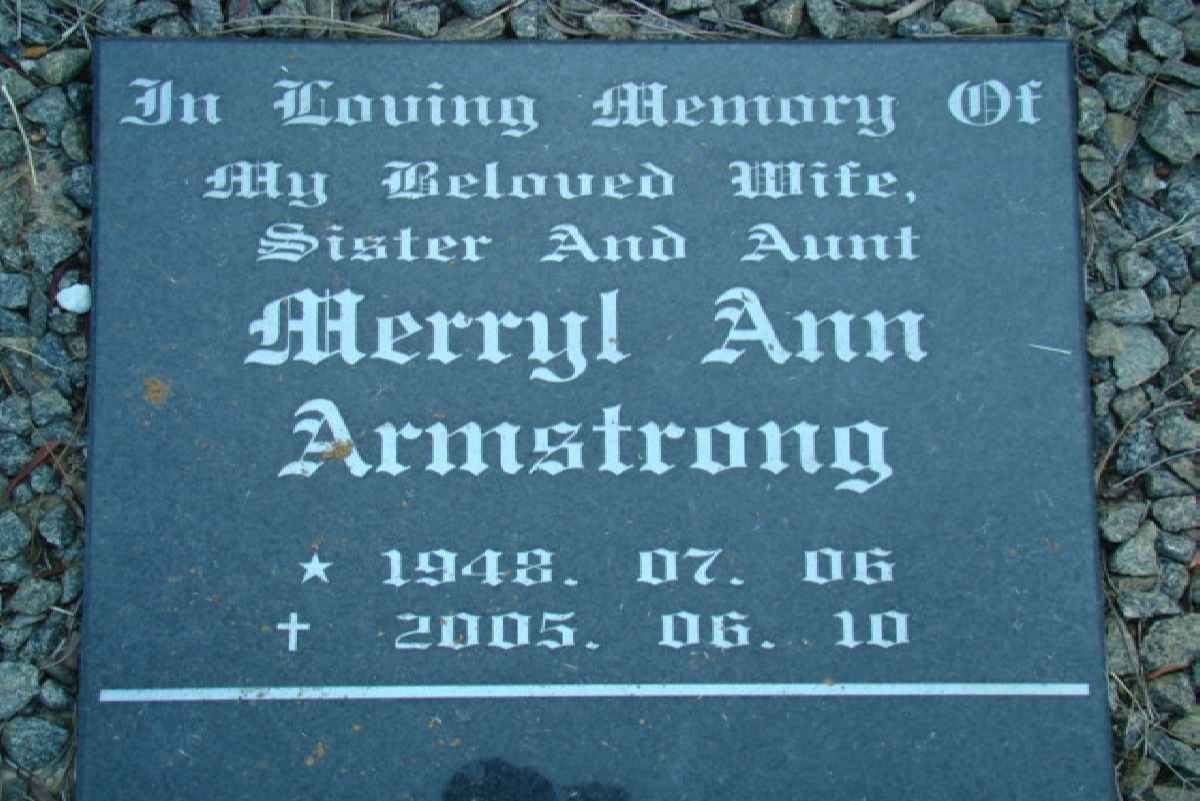 In Loving Memory Of
My Beloved Wife,
Sister And Aunt
Merryl Ann
Armstrong
★ 1948. 07. 06
✝ 2005. 06. 10